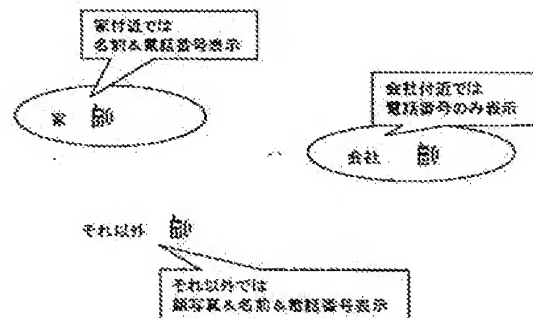 家付近では
名前&電話番号表示
家
会社付近では
電話番号のみ表示
会社
それ以外
それ以外では
顔写真&名前&電話番号表示